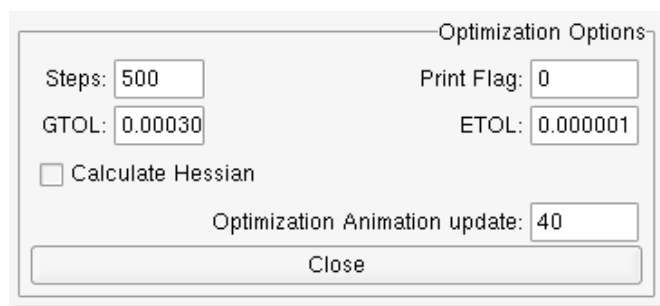 Optimization Options
Steps: 500 Print Flag: 0
GTOL: 0.00030 ETOL: 0.000001
Calculate Hessian
Optimization Animation update: 40
Close